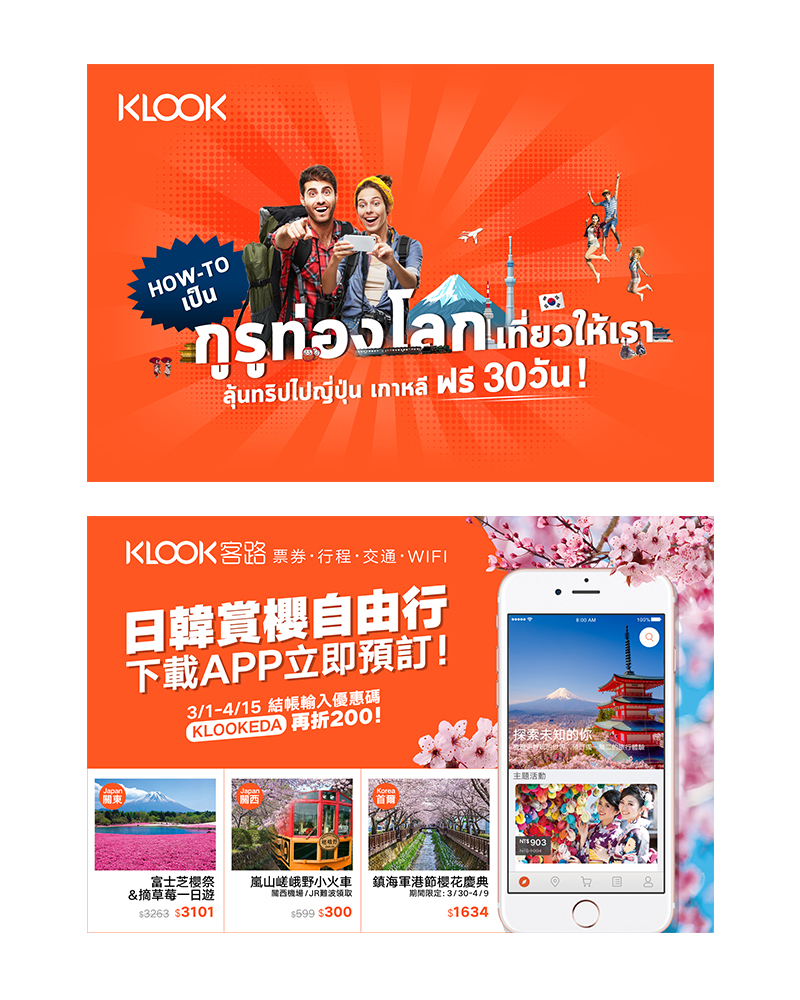 KLOOK
HOW-TO
เป็น
กูรูท่องโลกเที่ยวให้เรา
ลุ้นทริปไปญี่ปุ่น เกาหลี ฟรี 30วัน!
KLOOK客路 票券·行程·交通·WIFI
日韓賞櫻自由行
下載APP立即預訂!
3/1-4/15 結帳輸入優惠碼
KLOOKEDA 再折200!
8:00 AM
100%
探索未知的你
主題活動
NT$ 903
Japan
關東
富士芝櫻祭
&摘草莓一日遊
$3263 $3101
Japan
關西
嵐山嵯峨野小火車
關西機場/JR難波領取
$599 $300
Korea
首爾
鎮海軍港節櫻花慶典
期間限定:3/30-4/9
$1634